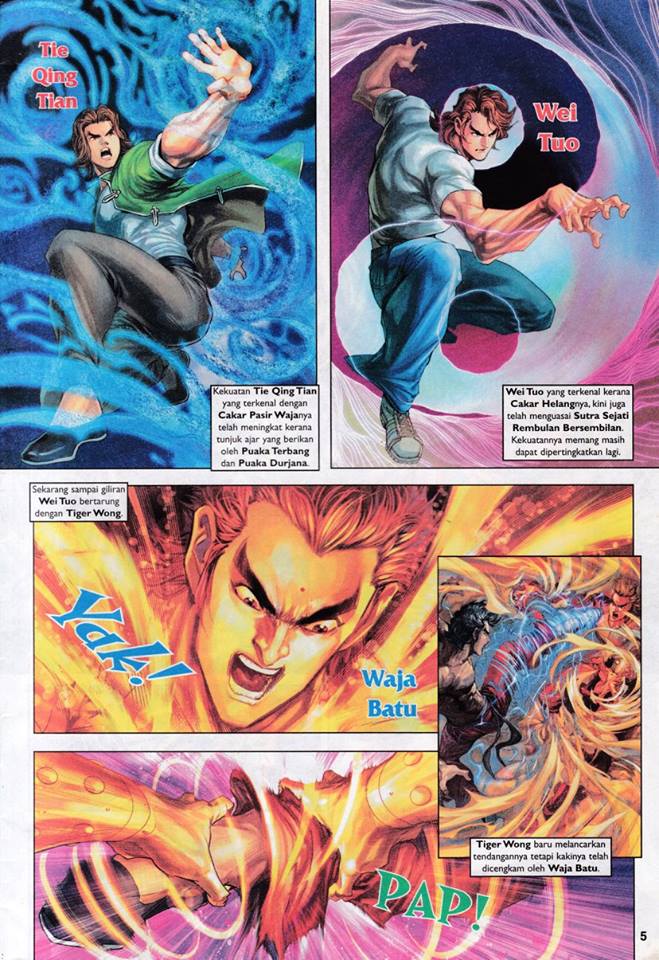 Tie
Qing
Tian
Wei
Tuo
Kekuatan Tie Qing Tian
yang terkenal dengan
Cakar Pasir Wajanya
telah meningkat kerana
tunjuk ajar yang berikan
oleh Puaka Terbang
dan Puaka Durjana.
Wei Tuo yang terkenal kerana
Cakar Helangnya, kini juga
telah menguasai Sutra Sejati
Rembulan Bersembilan.
Kekuatannya memang masih
dapat dipertingkatkan lagi.
Sekarang sampai giliran
Wei Tuo bertarung
dengan Tiger Wong.
Yak!
Waja
Batu
Tiger Wong baru melancarkan
tendangannya tetapi kakinya telah
dicengkam oleh Waja Batu.
PAP!
5